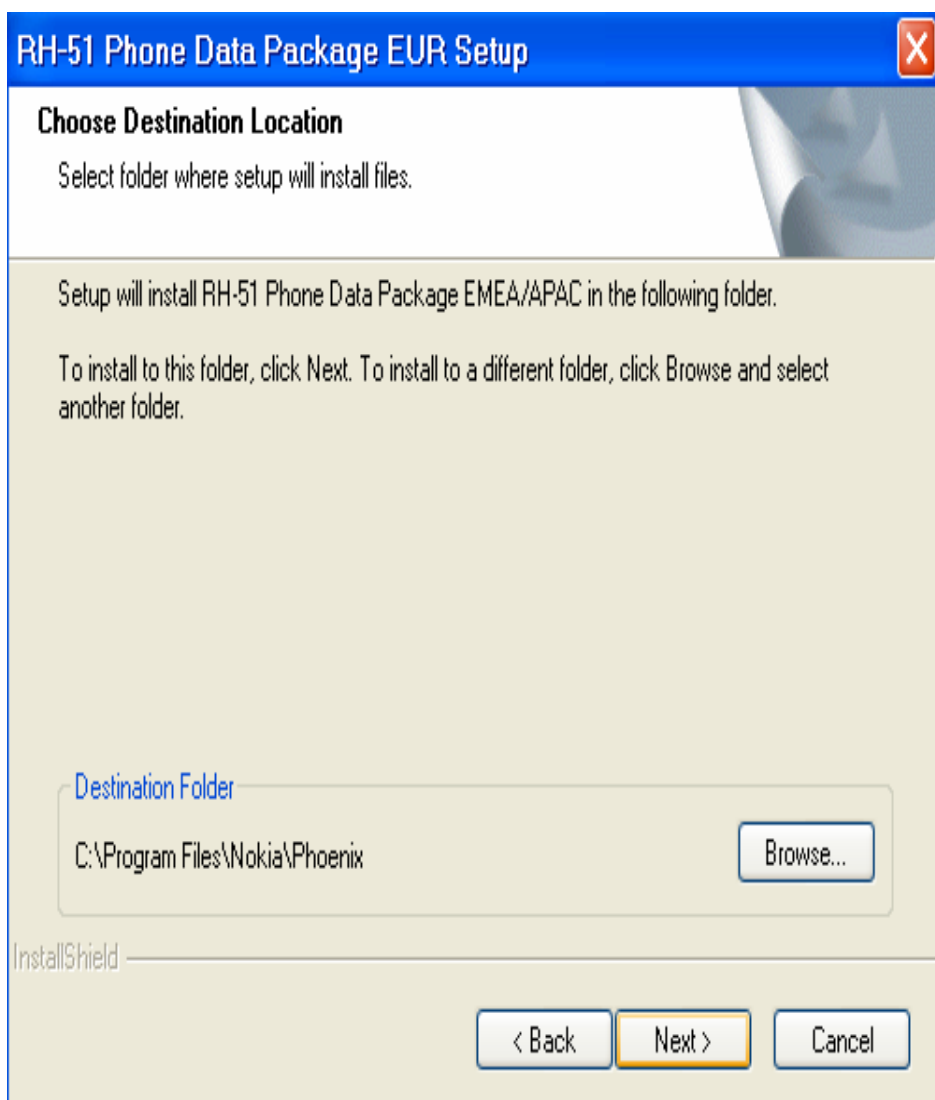 RH-51 Phone Data Package EUR Setup
Choose Destination Location
Select folder where setup will install files.
Setup will install RH-51 Phone Data Package EMEA/APAC in the following folder.
To install to this folder, click Next. To install to a different folder, click Browse and select
another folder.
Destination Folder
C:\Program Files\Nokia\Phoenix
Browse...
InstallShield
< Back
Next >
Cancel